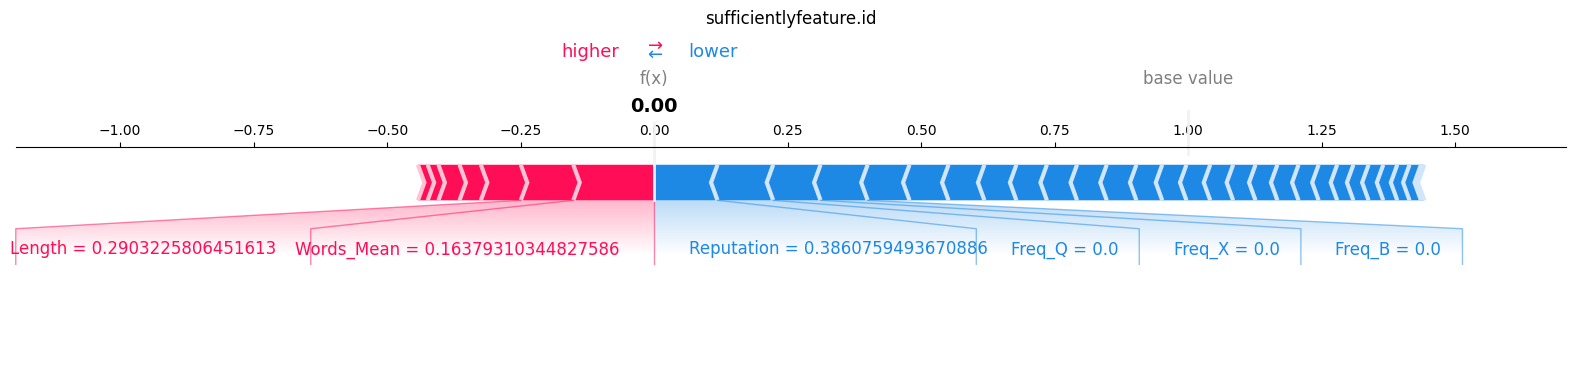 sufficientlyfeature.id
higher ⇄ lower
f(x) base value
0.00
−1.00 −0.75 −0.50 −0.25 0.00 0.25 0.50 0.75 1.00 1.25 1.50
Length = 0.2903225806451613 Words_Mean = 0.16379310344827586 Reputation = 0.3860759493670886 Freq_Q = 0.0 Freq_X = 0.0 Freq_B = 0.0